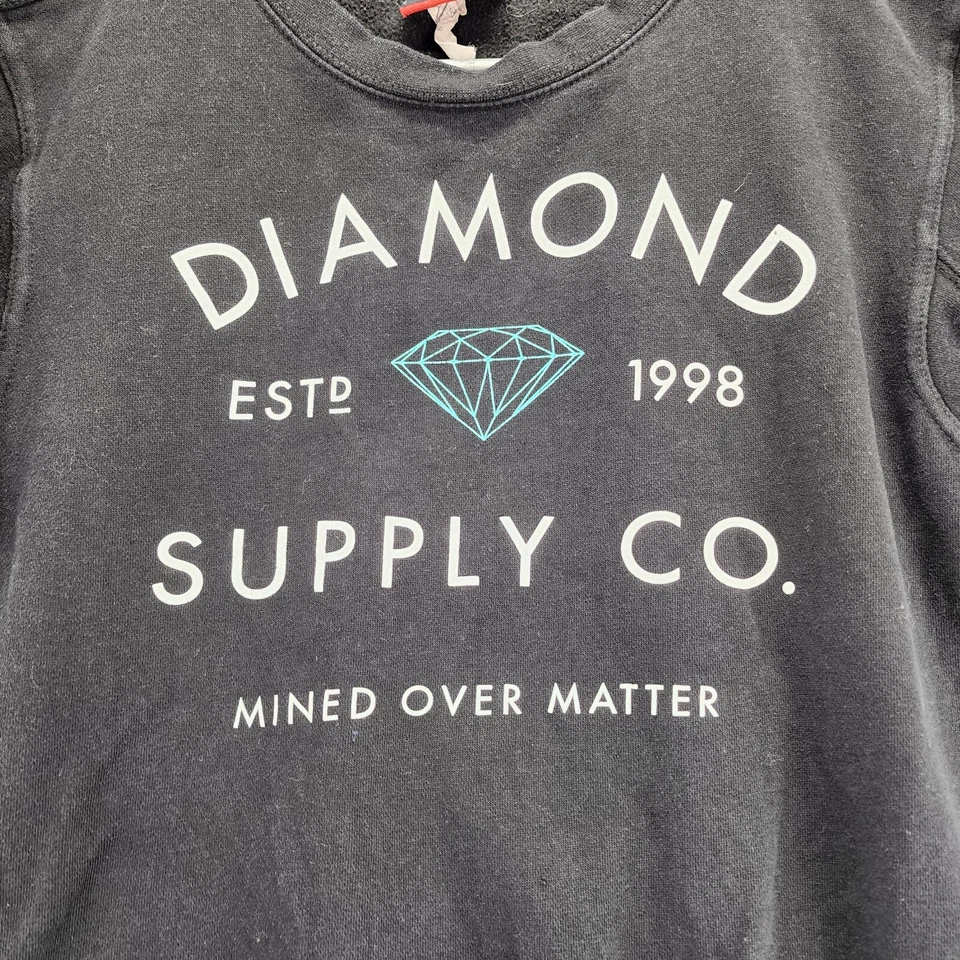 DIAMOND
ESTD 1998
SUPPLY CO.
MINED OVER MATTER